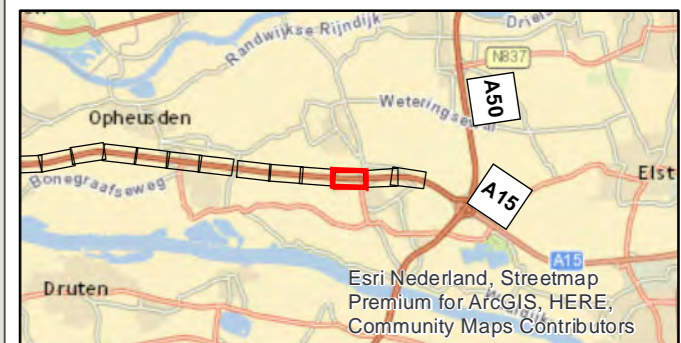 Randwijkse Rijndijk
N837
A50
Opheusden
Bonegraafseweg
A15
Elst
A15
Druten
Esri Nederland, Streetmap
Premium for ArcGIS, HERE,
Community Maps Contributors